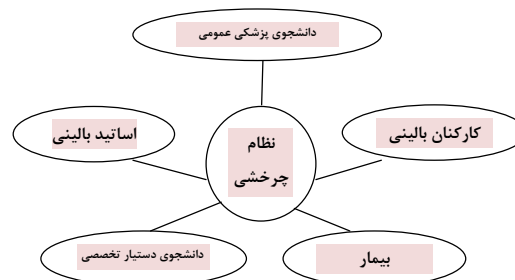 دانشجوی پزشکی عمومی
کارکنان بالینی
نظام
چرخشی
اساتید بالینی
بیمار
دانشجوی دستیار تخصصی